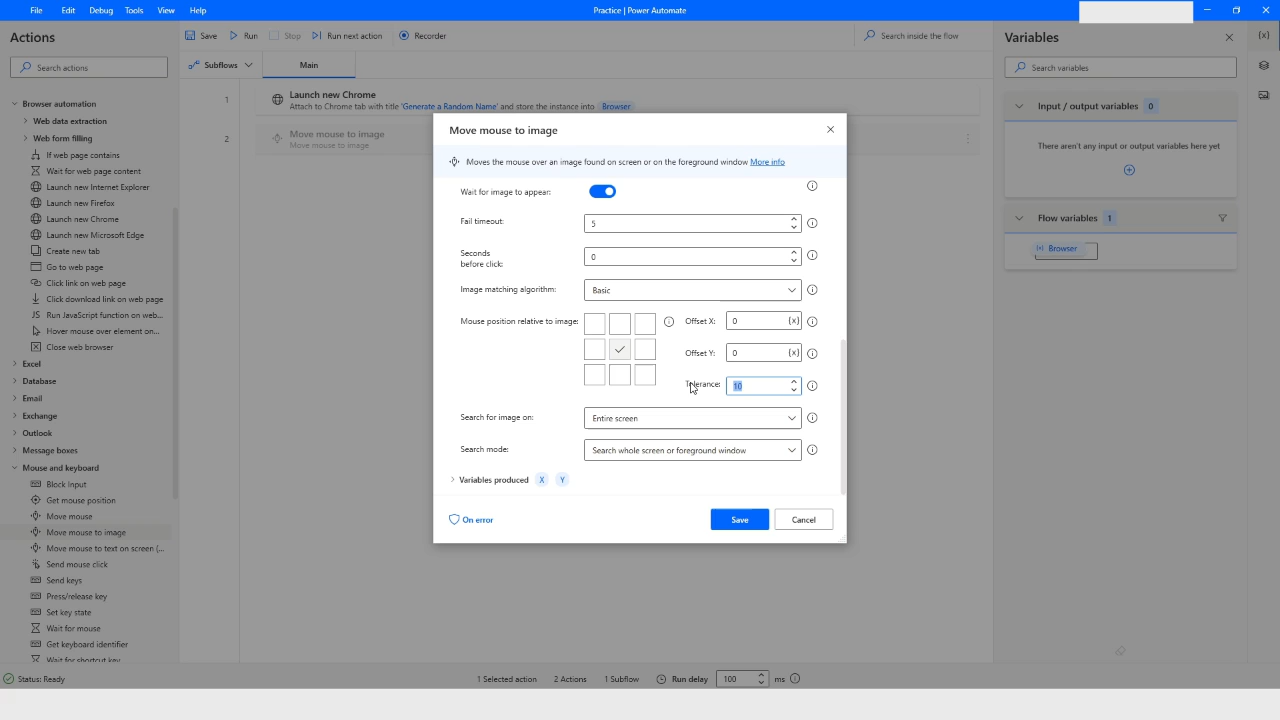 File Edit Debug Tools View Help
Practice | Power Automate
Actions
Search actions
Browser automation
Web data extraction
Web form filling
If web page contains
Wait for web page content
Launch new Internet Explorer
Launch new Firefox
Launch new Chrome
Launch new Microsoft Edge
Create new tab
Go to web page
Click link on web page
Click download link on web page
Run JavaScript function on web...
Hover mouse over element on...
Close web browser
Excel
Database
Email
Exchange
Outlook
Message boxes
Mouse and keyboard
Block Input
Get mouse position
Move mouse
Move mouse to image
Move mouse to text on screen (...
Send mouse click
Send keys
Press/release key
Set key state
Wait for mouse
Get keyboard identifier
Wait for shortcut key
Save Run Stop Run next action Recorder
Search inside the flow
Subflows Main
1 Launch new Chrome
Attach to Chrome tab with title 'Generate a Random Name' and store the instance into Browser
2 Move mouse to image
Move mouse to image
Move mouse to image
Moves the mouse over an image found on screen or on the foreground window More info
Wait for image to appear:
Fail timeout: 5
Seconds
before click: 0
Image matching algorithm: Basic
Mouse position relative to image:
Offset X: 0 {x}
Offset Y: 0 {x}
Tolerance: 10
Search for image on: Entire screen
Search mode: Search whole screen or foreground window
Variables produced X Y
On error Save Cancel
Variables
{x}
Search variables
Input / output variables 0
There aren't any input or output variables here yet
Flow variables 1
{x} Browser
Status: Ready 1 Selected action 2 Actions 1 Subflow Run delay 100 ms